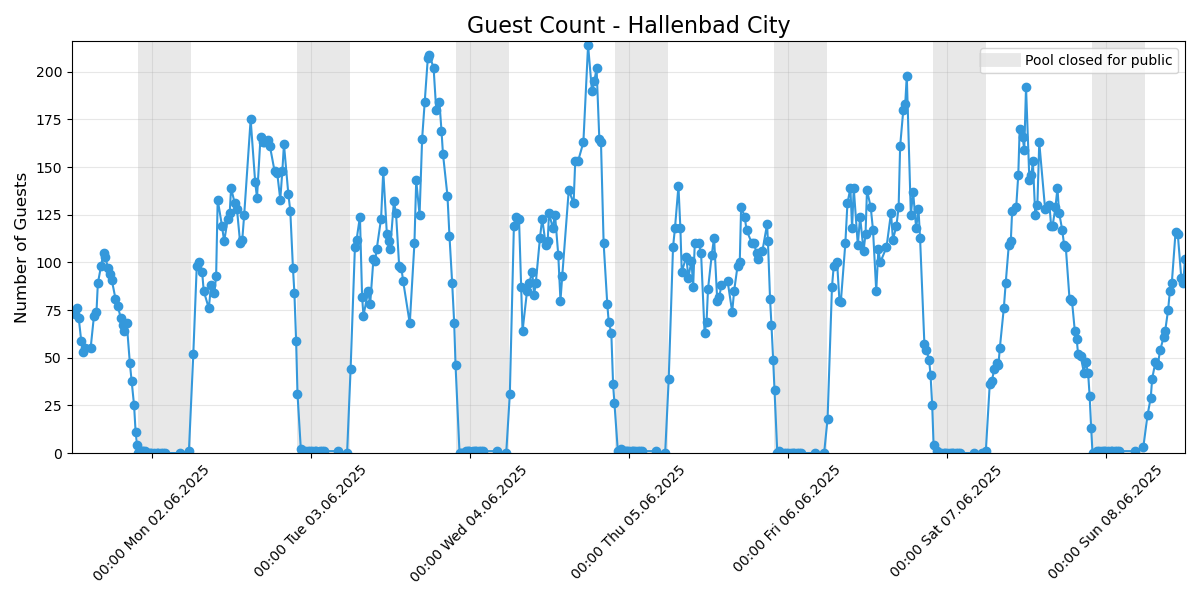 Guest Count - Hallenbad City
Pool closed for public
Number of Guests
200
175
150
125
100
75
50
25
0
00:00 Mon 02.06.2025
00:00 Tue 03.06.2025
00:00 Wed 04.06.2025
00:00 Thu 05.06.2025
00:00 Fri 06.06.2025
00:00 Sat 07.06.2025
00:00 Sun 08.06.2025